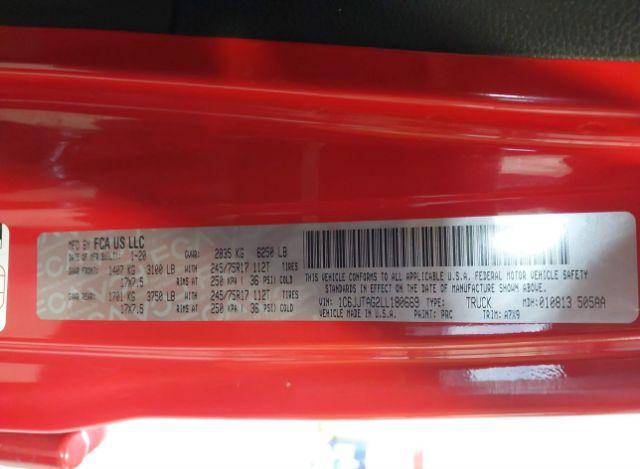 MFD BY FCA US LLC
DATE OF MFR/BUILT: 1-20 GVWR: 2835 KG 6250 LB
GAWR FRONT: 1407 KG 3100 LB WITH 245/75R17 112T TIRES
17X7.5 RIMS AT 250 KPA ( 36 PSI) COLD
GAWR REAR: 1701 KG 3750 LB WITH 245/75R17 112T TIRES
17X7.5 RIMS AT 250 KPA ( 36 PSI) COLD
THIS VEHICLE CONFORMS TO ALL APPLICABLE
U.S.A. FEDERAL MOTOR VEHICLE SAFETY
STANDARDS IN EFFECT ON THE DATE OF
MANUFACTURE SHOWN ABOVE.
VIN: 1C6JJTAG2LL180669 TYPE: TRUCK MDH: 010813 505AA
VEHICLE MADE IN U.S.A. PAINT: PRC TRIM: A7X9